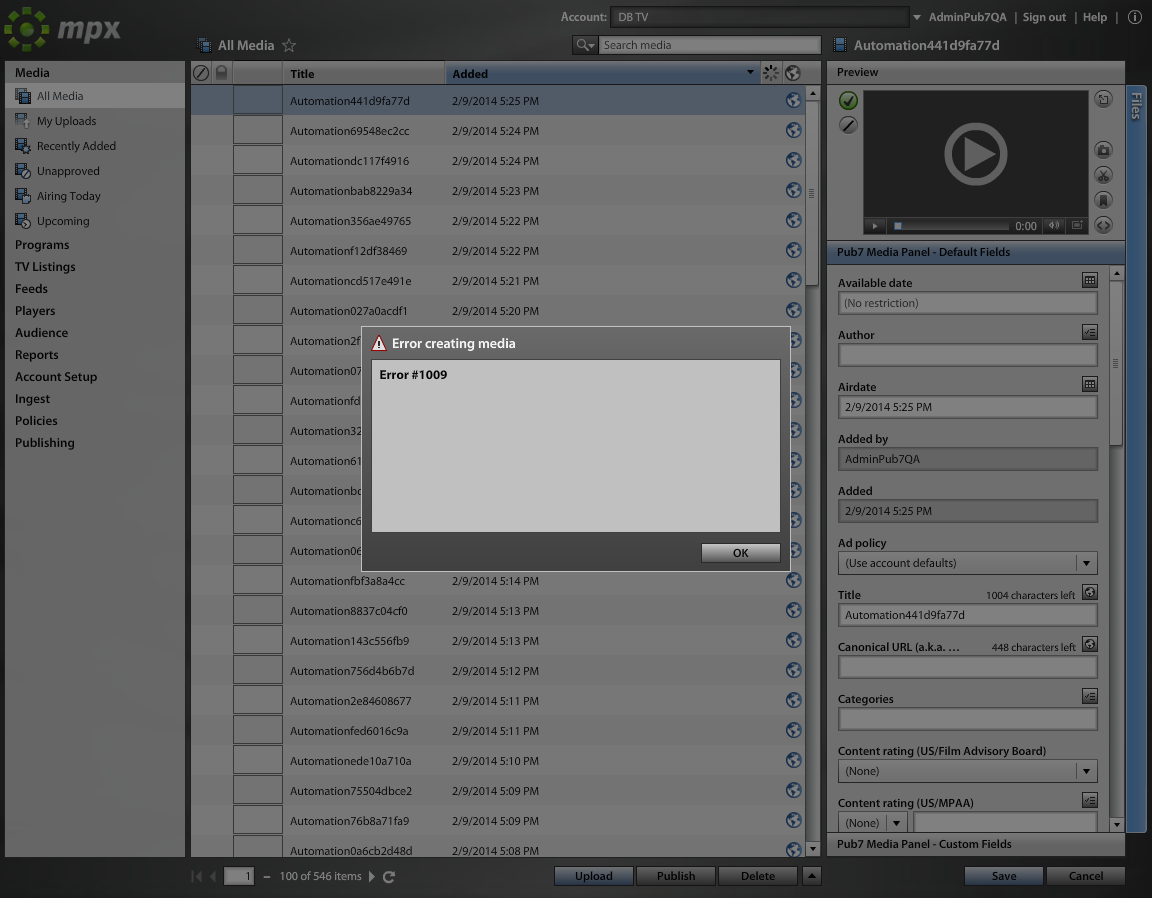 mpx
Account: DB TV AdminPub7QA | Sign out | Help |
All Media Search media Automation441d9fa77d
Media
All Media
My Uploads
Recently Added
Unapproved
Airing Today
Upcoming
Programs
TV Listings
Feeds
Players
Audience
Reports
Account Setup
Ingest
Policies
Publishing
Title Added
Automation441d9fa77d 2/9/2014 5:25 PM
Automation69548ec2cc 2/9/2014 5:24 PM
Automationdc117f4916 2/9/2014 5:24 PM
Automationbab8229a34 2/9/2014 5:23 PM
Automation356ae49765 2/9/2014 5:22 PM
Automationf12df38469 2/9/2014 5:22 PM
Automationcd517e491e 2/9/2014 5:21 PM
Automation027a0acdf1 2/9/2014 5:20 PM
Automation2f
Automation07
Automationfd
Automation32
Automation61
Automationbc
Automationc6
Automation06
Automationfbf3a8a4cc 2/9/2014 5:14 PM
Automation8837c04cf0 2/9/2014 5:13 PM
Automation143c556fb9 2/9/2014 5:13 PM
Automation756d4b6b7d 2/9/2014 5:12 PM
Automation2e84608677 2/9/2014 5:11 PM
Automationfed6016c9a 2/9/2014 5:11 PM
Automationede10a710a 2/9/2014 5:10 PM
Automation75504dbce2 2/9/2014 5:09 PM
Automation76b8a71fa9 2/9/2014 5:09 PM
Automation0a6cb2d48d 2/9/2014 5:08 PM
Error creating media
Error #1009
OK
1 – 100 of 546 items
Upload Publish Delete
Preview
0:00
Files
Pub7 Media Panel - Default Fields
Available date
(No restriction)
Author
Airdate
2/9/2014 5:25 PM
Added by
AdminPub7QA
Added
2/9/2014 5:25 PM
Ad policy
(Use account defaults)
Title 1004 characters left
Automation441d9fa77d
Canonical URL (a.k.a. ... 448 characters left
Categories
Content rating (US/Film Advisory Board)
(None)
Content rating (US/MPAA)
(None)
Pub7 Media Panel - Custom Fields
Save Cancel